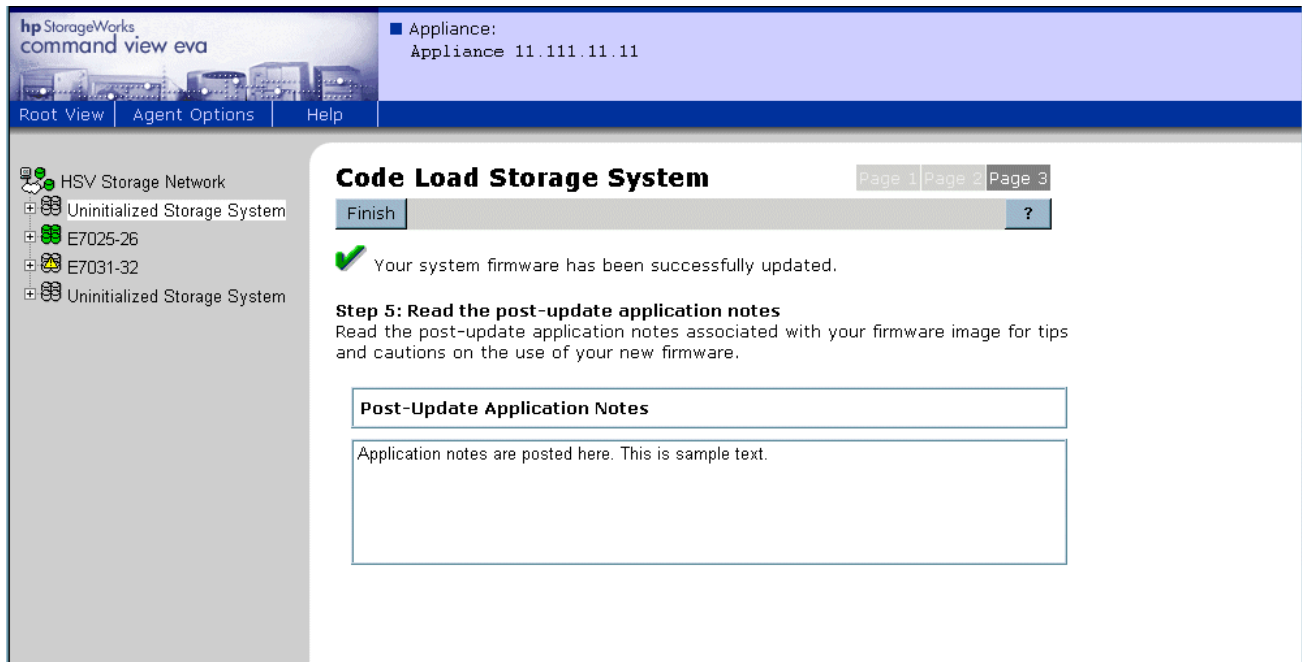 hp StorageWorks
command view eva
Appliance:
Appliance 11.111.11.11
Root View Agent Options Help
HSV Storage Network
Uninitialized Storage System
E7025-26
E7031-32
Uninitialized Storage System
Code Load Storage System
Page 1 Page 2 Page 3
Finish ?
Your system firmware has been successfully updated.
Step 5: Read the post-update application notes
Read the post-update application notes associated with your firmware image for tips
and cautions on the use of your new firmware.
Post-Update Application Notes
Application notes are posted here. This is sample text.